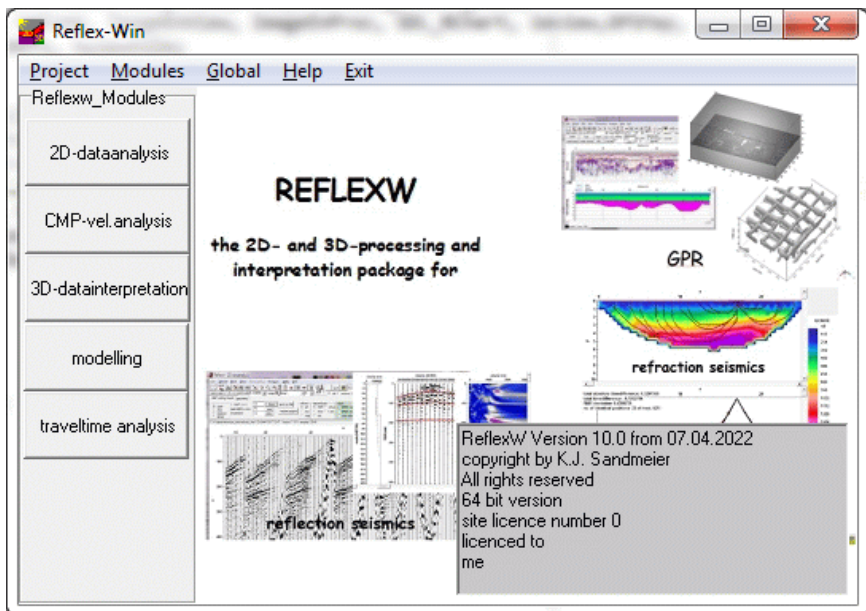 Reflex-Win
Project Modules Global Help Exit
Reflexw_Modules
2D-dataanalysis
CMP-vel.analysis
3D-datainterpretation
modelling
traveltime analysis
REFLEXW
the 2D- and 3D-processing and
interpretation package for
GPR
refraction seismics
reflection seismics
ReflexW Version 10.0 from 07.04.2022
copyright by K.J. Sandmeier
All rights reserved
64 bit version
site licence number 0
licenced to
me